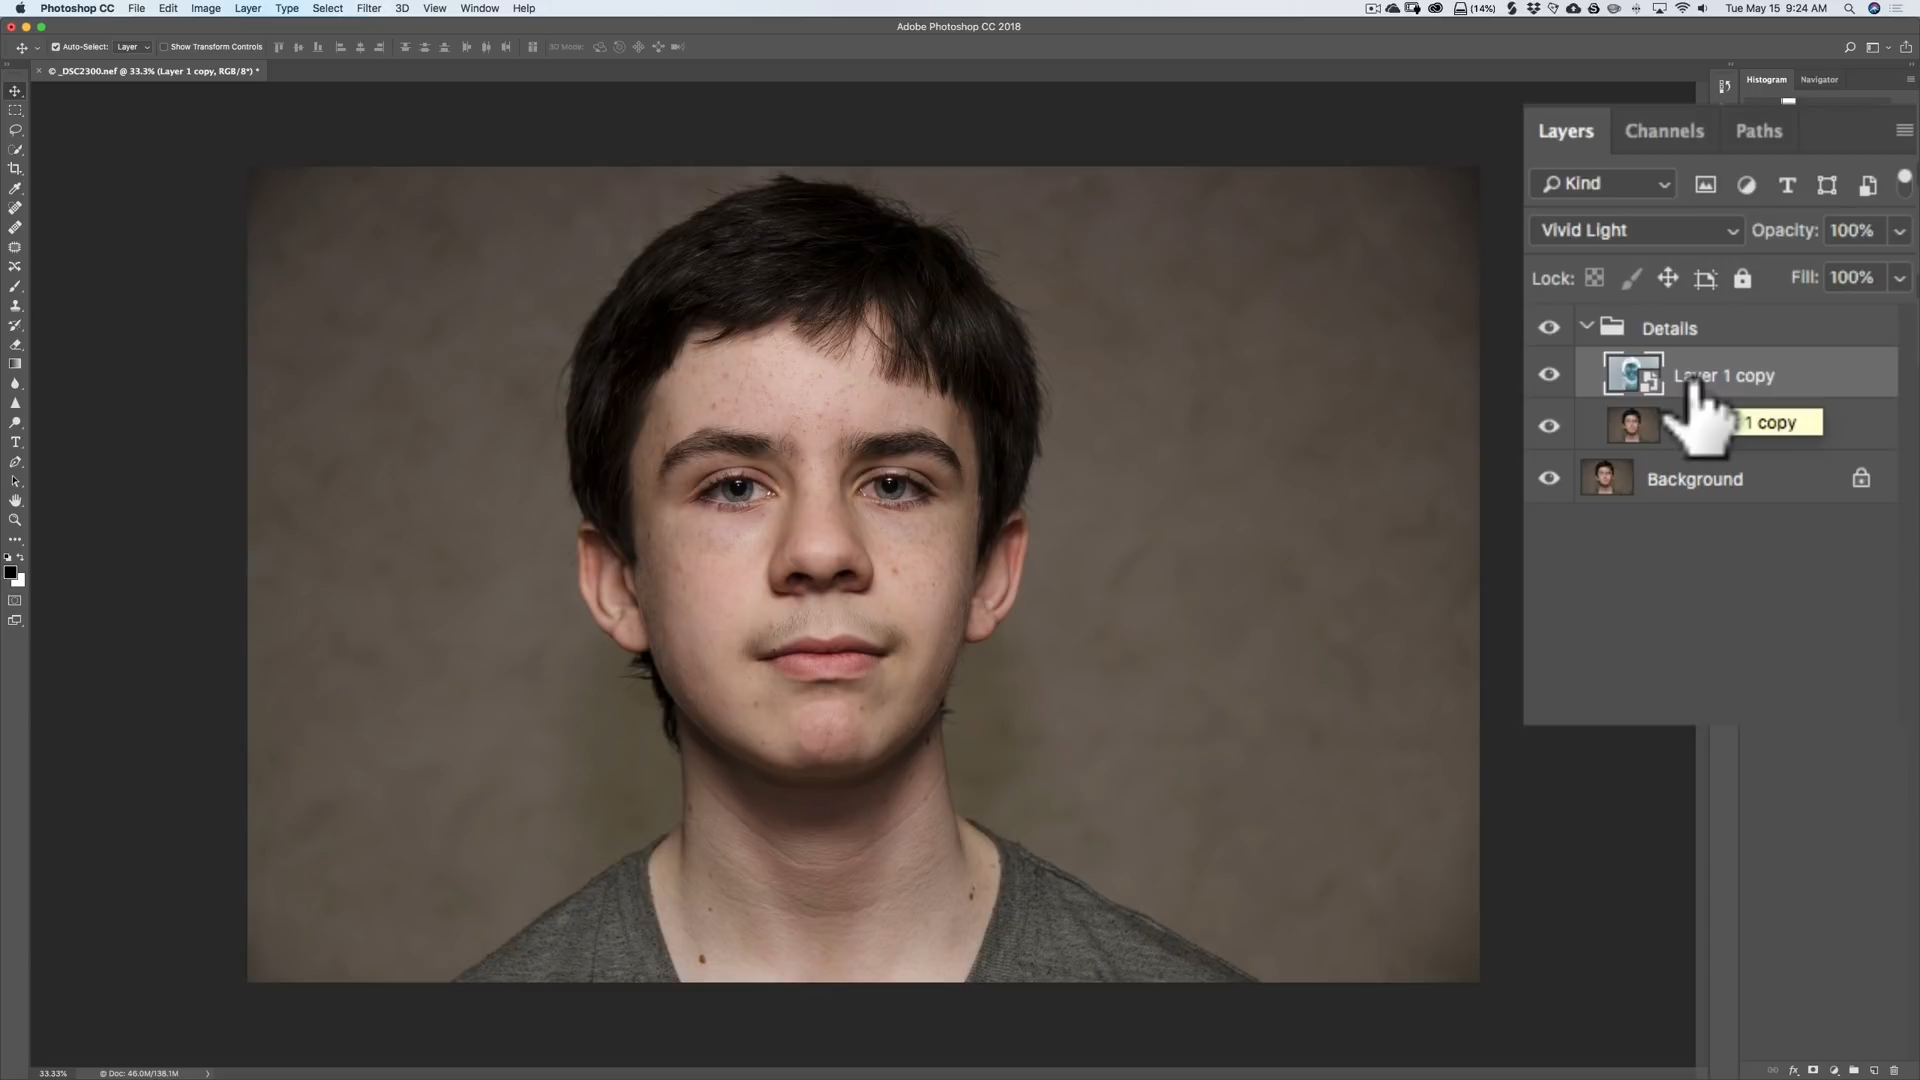 Photoshop CC File Edit Image Layer Type Select Filter 3D View Window Help (14%) Tue May 15 9:24 AM
Adobe Photoshop CC 2018
Auto-Select: Layer Show Transform Controls 3D Mode:
© _DSC2300.nef @ 33.3% (Layer 1 copy, RGB/8*) *
Histogram Navigator
Layers Channels Paths
Kind
Vivid Light Opacity: 100%
Lock: Fill: 100%
Details
Layer 1 copy
1 copy
Background
33.33% Doc: 46.0M/138.1M